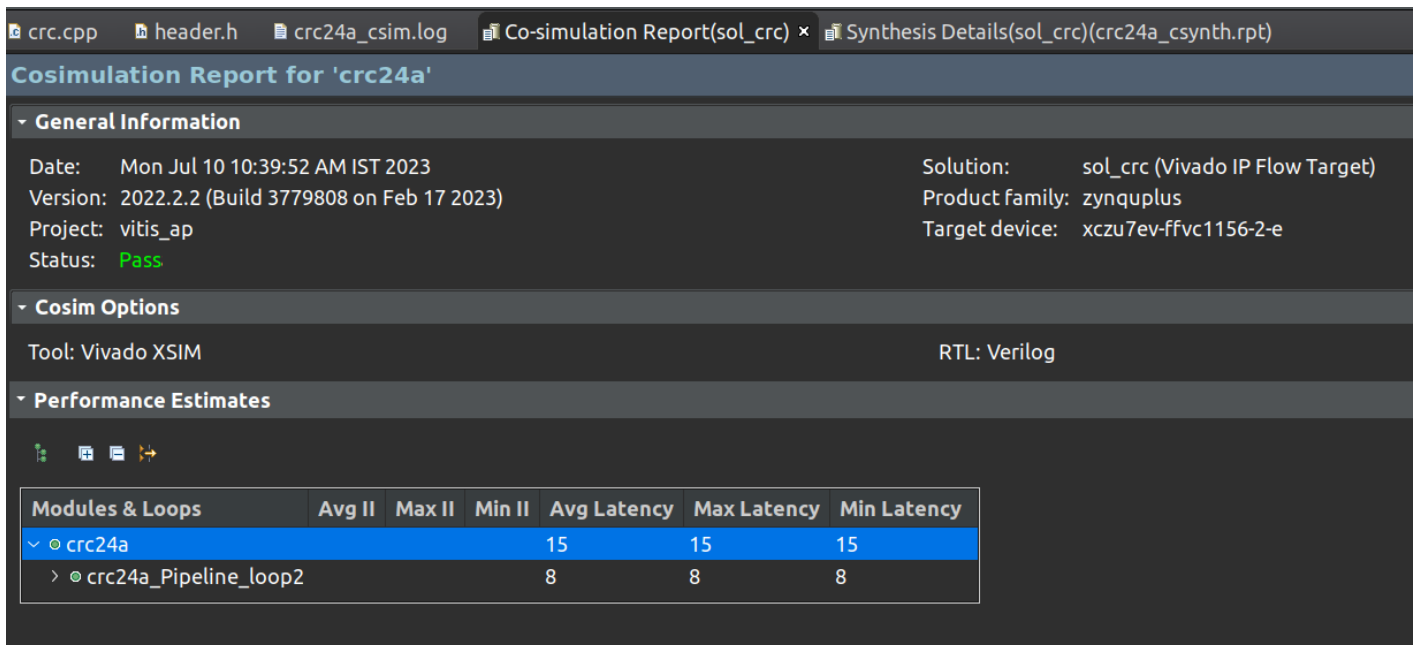 crc.cpp header.h crc24a_csim.log Co-simulation Report(sol_crc) × Synthesis Details(sol_crc)(crc24a_csynth.rpt)
Cosimulation Report for 'crc24a'
General Information
Date: Mon Jul 10 10:39:52 AM IST 2023 Solution: sol_crc (Vivado IP Flow Target)
Version: 2022.2.2 (Build 3779808 on Feb 17 2023) Product family: zynquplus
Project: vitis_ap Target device: xczu7ev-ffvc1156-2-e
Status: Pass
Cosim Options
Tool: Vivado XSIM RTL: Verilog
Performance Estimates
Modules & Loops Avg II Max II Min II Avg Latency Max Latency Min Latency
crc24a 15 15 15
crc24a_Pipeline_loop2 8 8 8